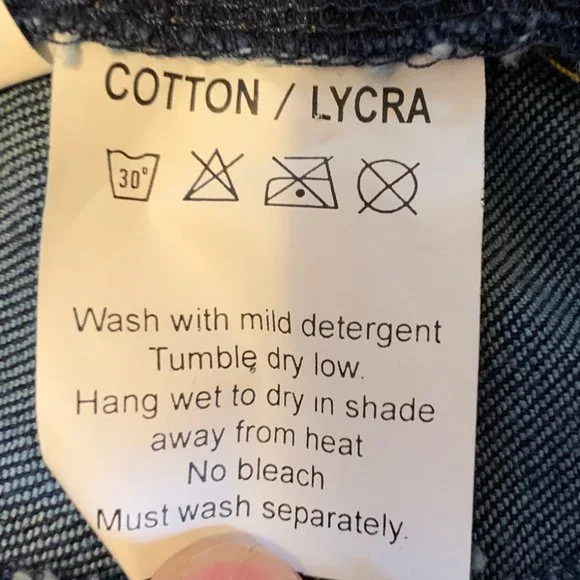 COTTON / LYCRA
30°
Wash with mild detergent
Tumble dry low.
Hang wet to dry in shade
away from heat
No bleach
Must wash separately.